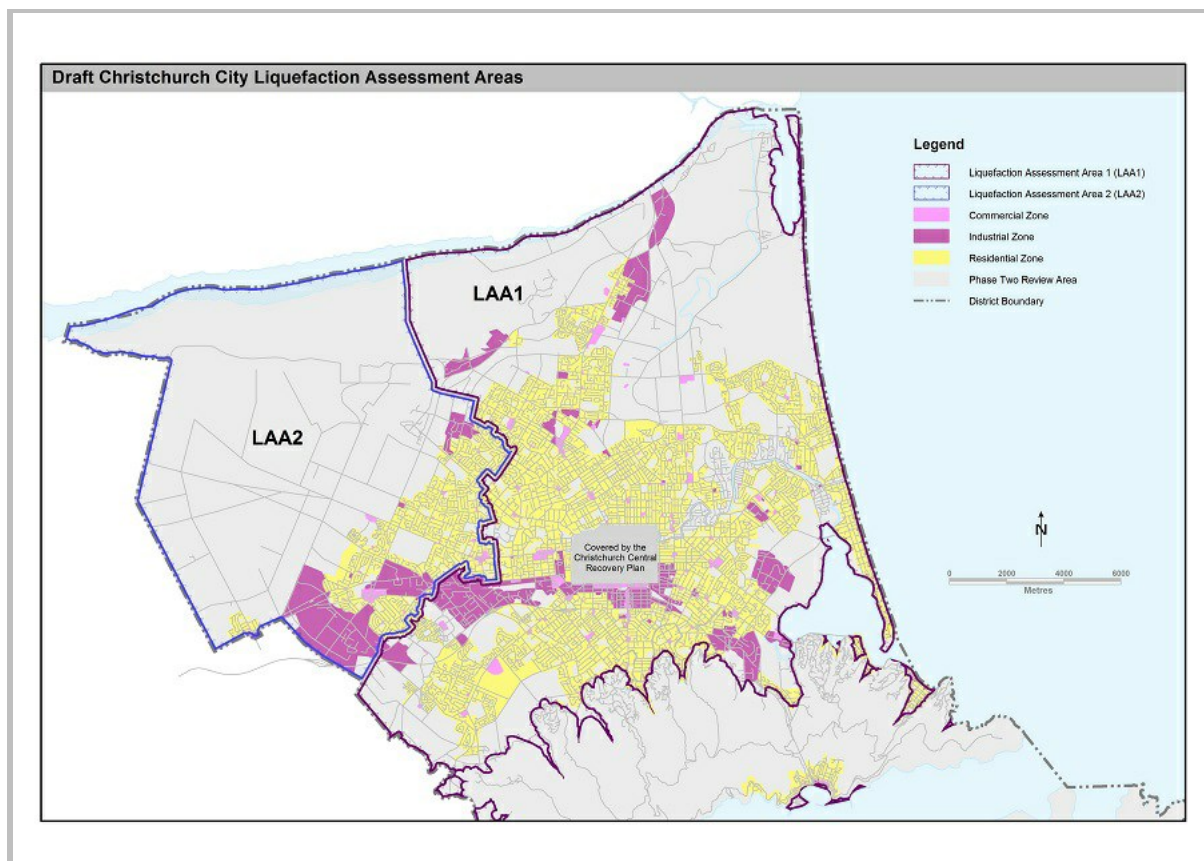 Draft Christchurch City Liquefaction Assessment Areas
Legend
Liquefaction Assessment Area 1 (LAA1)
Liquefaction Assessment Area 2 (LAA2)
Commercial Zone
Industrial Zone
Residential Zone
Phase Two Review Area
District Boundary
LAA1
LAA2
Covered by the
Christchurch Central
Recovery Plan
N
0 2000 4000 6000
Metres